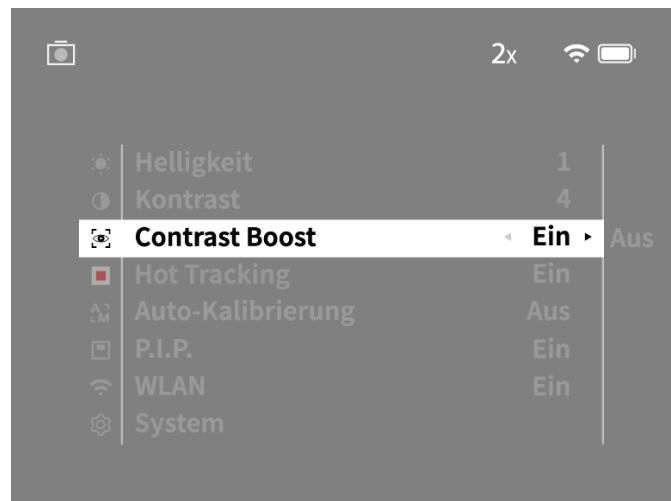 2x
Helligkeit 1
Kontrast 4
Contrast Boost Ein Aus
Hot Tracking Ein
Auto-Kalibrierung Aus
P.I.P. Ein
WLAN Ein
System